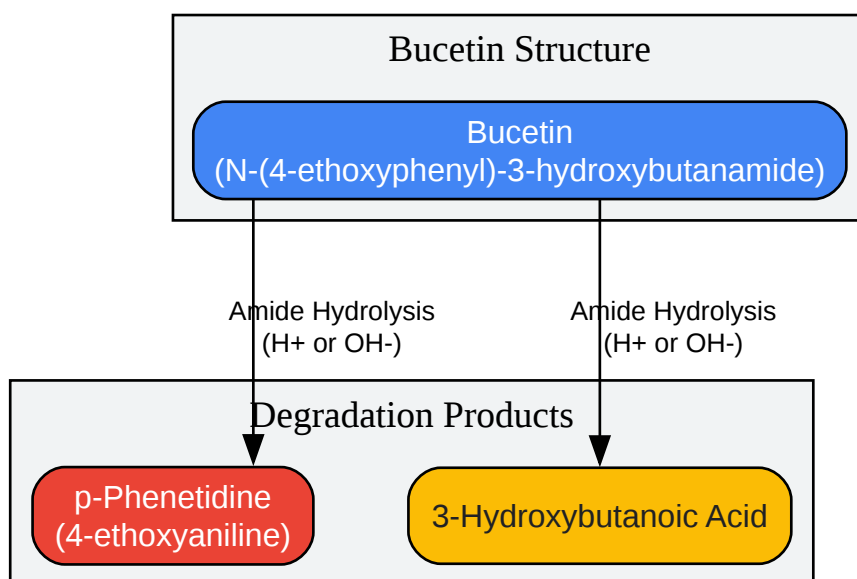 Bucetin Structure
Bucetin
(N-(4-ethoxyphenyl)-3-hydroxybutanamide)
Amide Hydrolysis
(H+ or OH-)
Amide Hydrolysis
(H+ or OH-)
Degradation Products
p-Phenetidine
(4-ethoxyaniline)
3-Hydroxybutanoic Acid